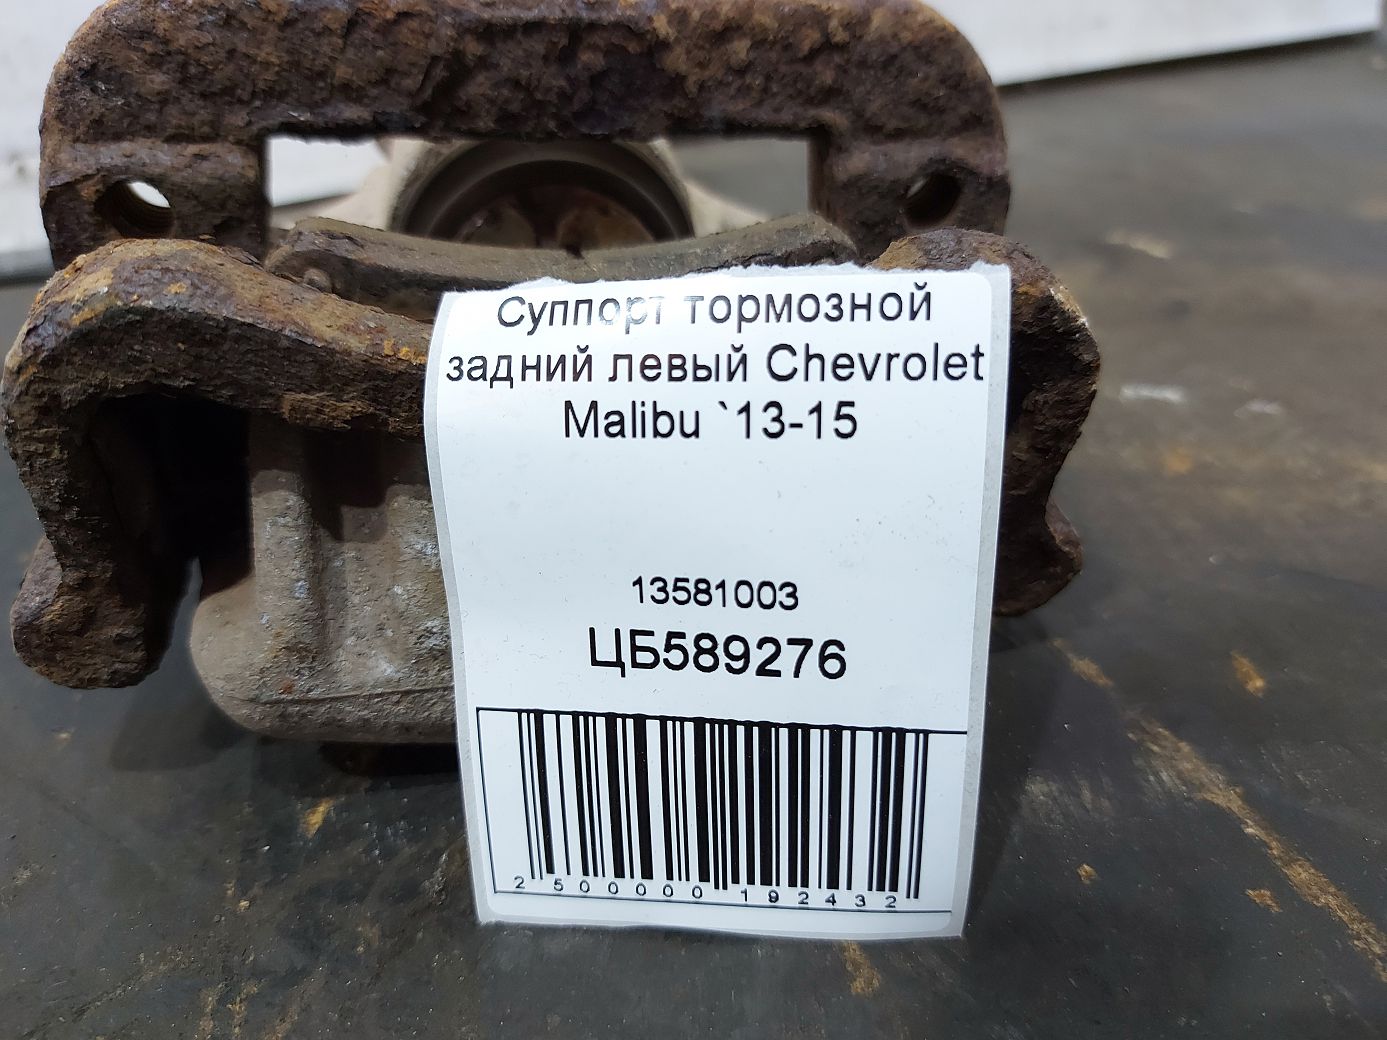 Суппорт тормозной
задний левый Chevrolet
Malibu `13-15
13581003
ЦБ589276
2 500000 192432